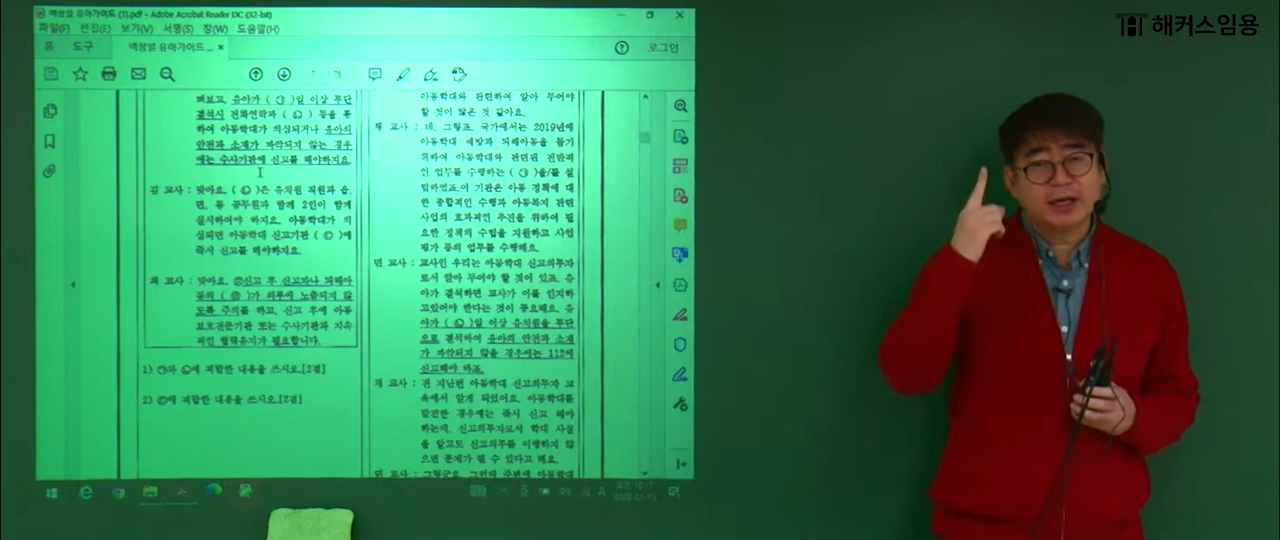 해커스임용
백청일 유아가이드 (1).pdf - Adobe Acrobat Reader DC (32-bit)
파일(F) 편집(E) 보기(V) 서명(S) 창(W) 도움말(H)
홈 도구 로그인
펴보고, 유아가 ( ㉠ )일 이상 무단
결석시 전화연락과 ( ㉡ ) 등을 통
하여 아동학대가 의심되거나 유아의
안전과 소재가 파악되지 않는 경우
에는 수사기관에 신고를 해야하지요.
김 교사 : 맞아요. ( ㉡ )은 유치원 직원과 읍,
면, 동 공무원과 함께 2인이 함께
실시하여야 하지요. 아동학대가 의
심되면 아동학대 신고기관 ( ㉢ )에
즉시 신고를 해야하지요.
최 교사 : 맞아요. 신고 후 신고자나 피해아
동의 ( )가 외부에 노출되지 않
도록 주의를 하고, 신고 후에 아동
보호전문기관 또는 수사기관과 지속
적인 협력유지가 필요합니다.
1) ㉠과 ㉡에 적합한 내용을 쓰시오.[2점]
2) ㉢에 적합한 내용을 쓰시오.[2점]
아동학대와 관련하여 알아 두어야
할 것이 많은 것 같아요.
채 교사 : 네, 그렇죠. 국가에서는 2019년에
아동학대 예방과 피해아동을 돕기
위하여 아동학대와 관련된 전반적
인 업무를 수행하는 ( ㉠ )을/를 설
립하였죠.이 기관은 아동 정책에 대
한 종합적인 수행과 아동복지 관련
사업의 효과적인 추진을 위하여 필
요한 정책의 수립을 지원하고 사업
평가 등의 업무를 수행해요.
민 교사 : 교사인 우리는 아동학대 신고의무자
로서 알아 두어야 할 것이 있죠. 유
아가 결석하면 교사가 이를 인지하
고있어야 한다는 것이 중요해요. 유
아가 ( ㉡ )일 이상 유치원을 무단
으로 결석하여 유아의 안전과 소재
가 파악되지 않을 경우에는 112에
신고해야 하죠.
채 교사 : 전 지난번 아동학대 신고의무자 교
육에서 알게 되었어요. 아동학대를
발견한 경우에는 즉시 신고 해야
하는데, 신고의무자로서 학대 사실
을 알고도 신고의무를 이행하지 않
으면 문제가 될 수 있다고 해요.
민 교사 : 그렇군요. 그런데 주변에 아동학대